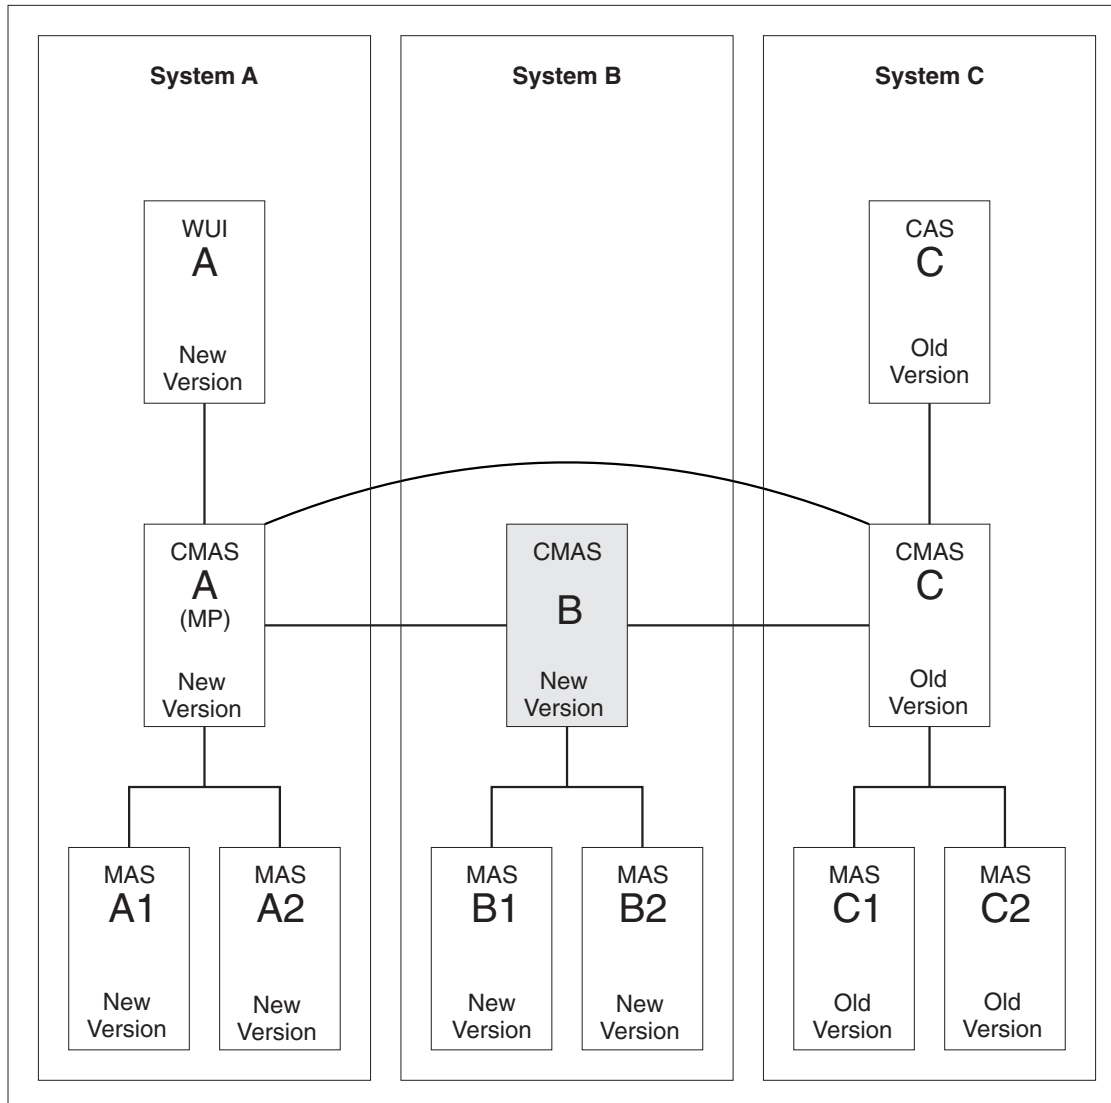 System A
System B
System C
WUI
A
New
Version
CAS
C
Old
Version
CMAS
A
(MP)
New
Version
CMAS
B
New
Version
CMAS
C
Old
Version
MAS
A1
New
Version
MAS
A2
New
Version
MAS
B1
New
Version
MAS
B2
New
Version
MAS
C1
Old
Version
MAS
C2
Old
Version